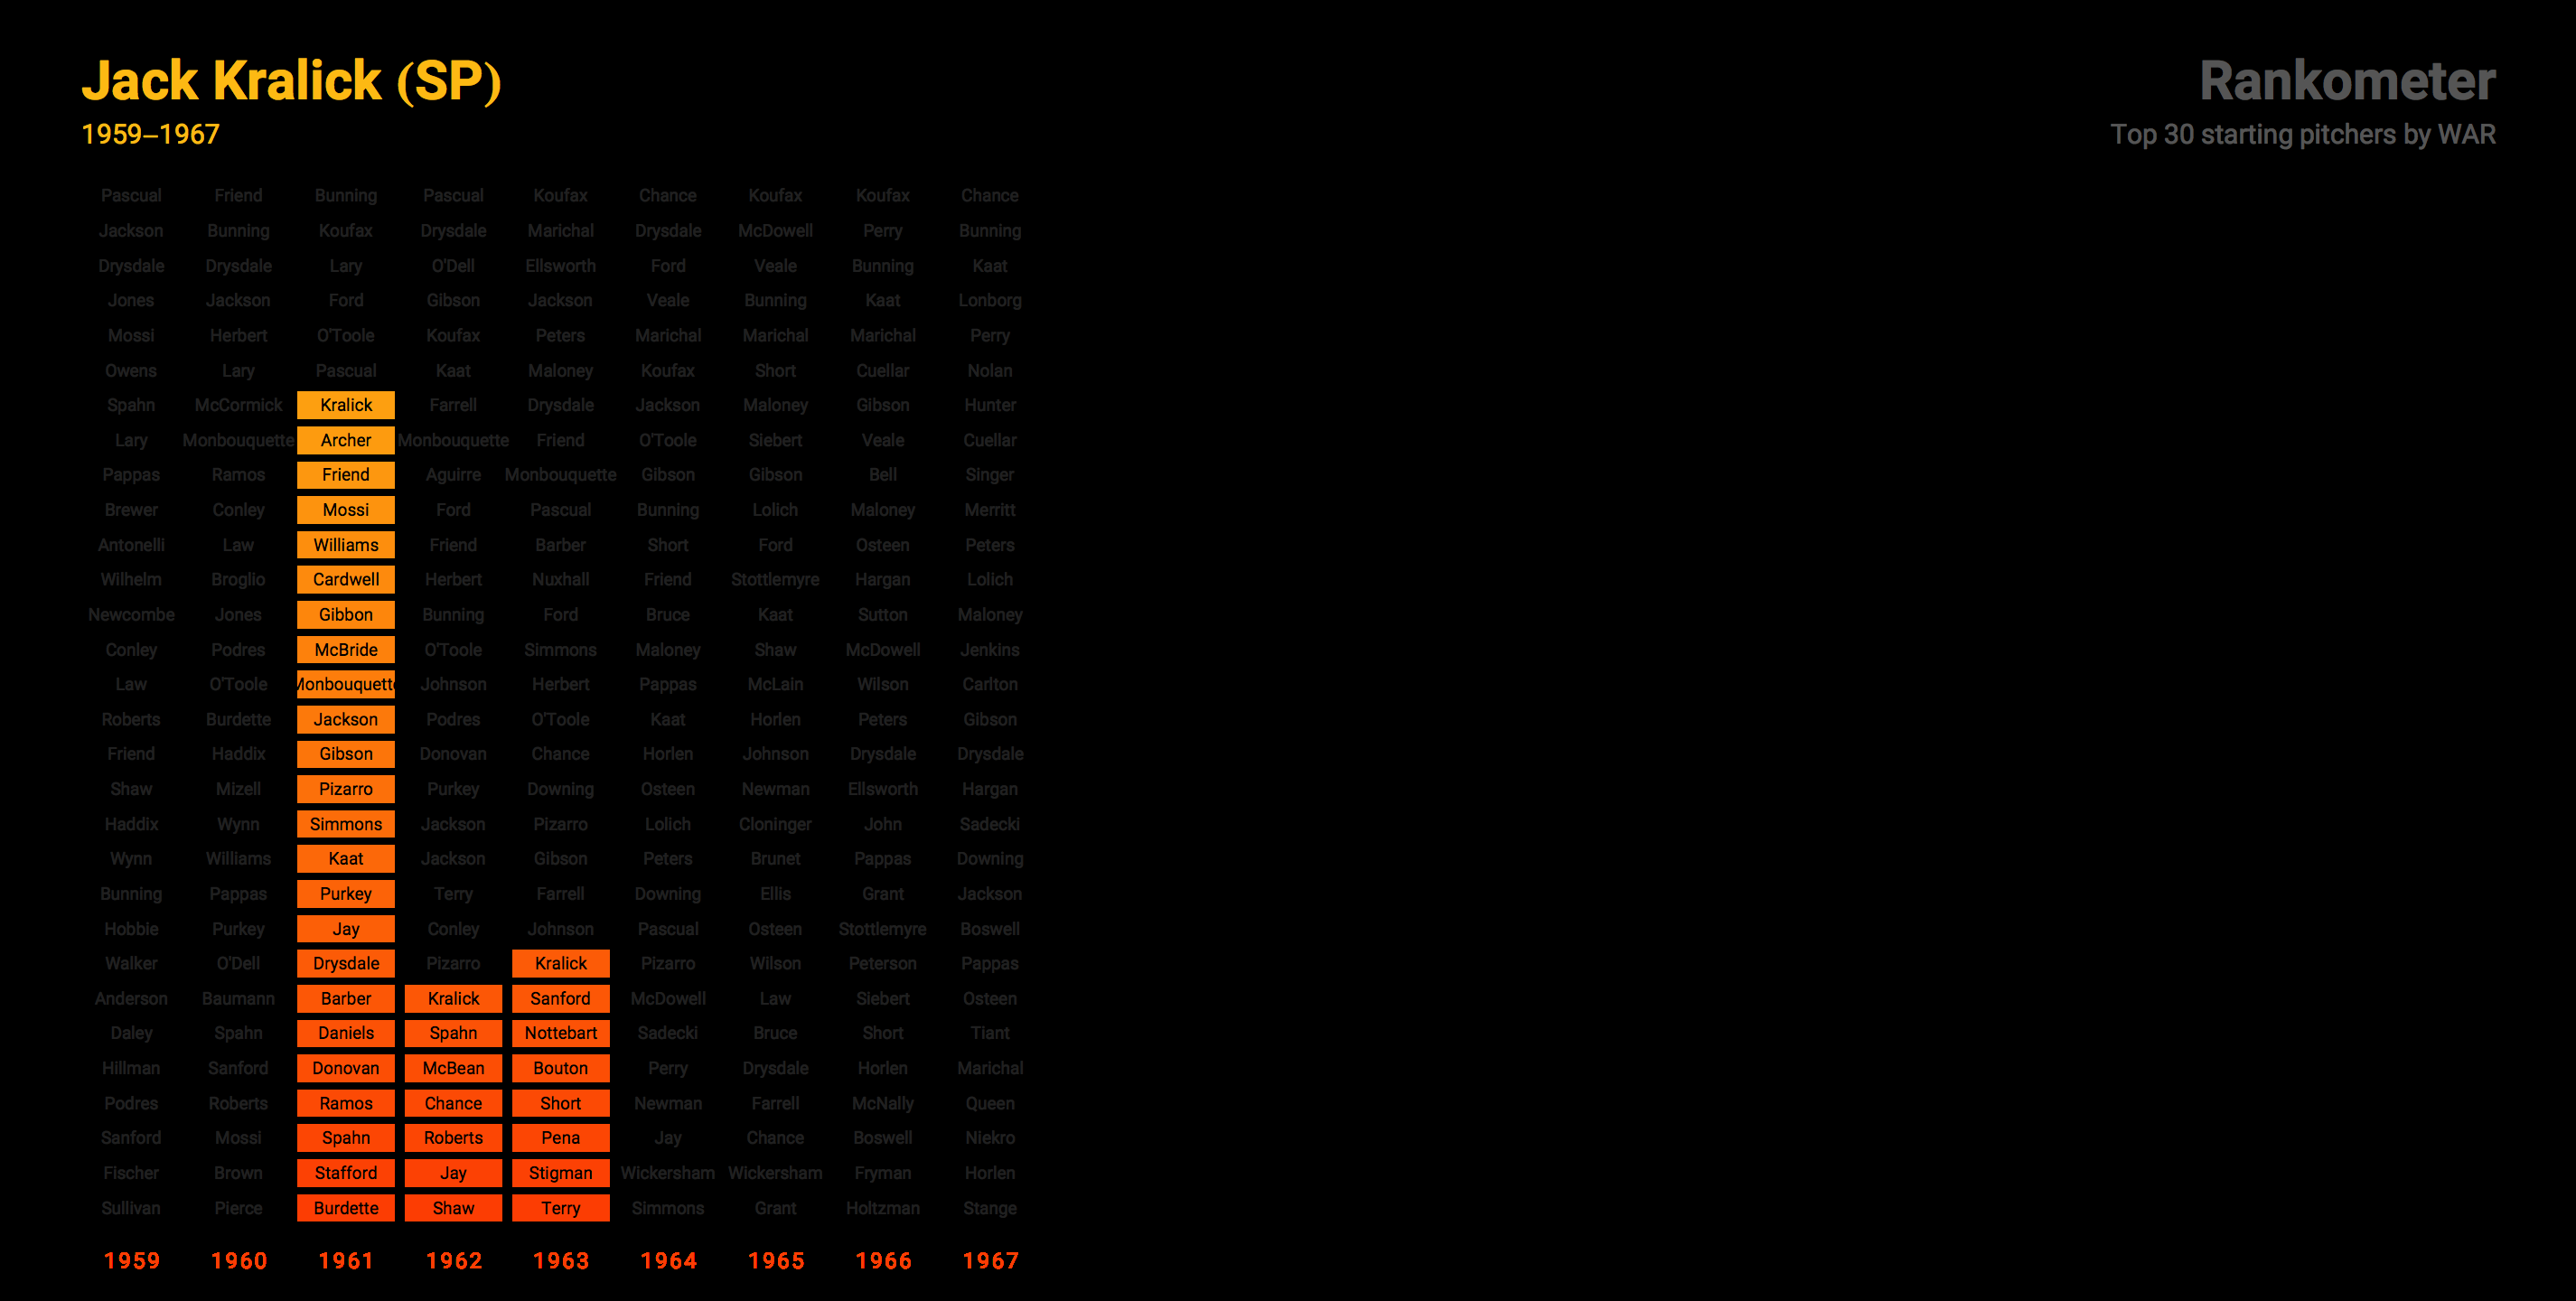 Jack Kralick (SP)
1959–1967
Rankometer
Top 30 starting pitchers by WAR
Pascual Friend Bunning Pascual Koufax Chance Koufax Koufax Chance
Jackson Bunning Koufax Drysdale Marichal Drysdale McDowell Perry Bunning
Drysdale Drysdale Lary O'Dell Ellsworth Ford Veale Bunning Kaat
Jones Jackson Ford Gibson Jackson Veale Bunning Kaat Lonborg
Mossi Herbert O'Toole Koufax Peters Marichal Marichal Marichal Perry
Owens Lary Pascual Kaat Maloney Koufax Short Cuellar Nolan
Spahn McCormick Kralick Farrell Drysdale Jackson Maloney Gibson Hunter
Lary Monbouquette Archer Monbouquette Friend O'Toole Siebert Veale Cuellar
Pappas Ramos Friend Aguirre Monbouquette Gibson Gibson Bell Singer
Brewer Conley Mossi Ford Pascual Bunning Lolich Maloney Merritt
Antonelli Law Williams Friend Barber Short Ford Osteen Peters
Wilhelm Broglio Cardwell Herbert Nuxhall Friend Stottlemyre Hargan Lolich
Newcombe Jones Gibbon Bunning Ford Bruce Kaat Sutton Maloney
Conley Podres McBride O'Toole Simmons Maloney Shaw McDowell Jenkins
Law O'Toole Monbouquette Johnson Herbert Pappas McLain Wilson Carlton
Roberts Burdette Jackson Podres O'Toole Kaat Horlen Peters Gibson
Friend Haddix Gibson Donovan Chance Horlen Johnson Drysdale Drysdale
Shaw Mizell Pizarro Purkey Downing Osteen Newman Ellsworth Hargan
Haddix Wynn Simmons Jackson Pizarro Lolich Cloninger John Sadecki
Wynn Williams Kaat Jackson Gibson Peters Brunet Pappas Downing
Bunning Pappas Purkey Terry Farrell Downing Ellis Grant Jackson
Hobbie Purkey Jay Conley Johnson Pascual Osteen Stottlemyre Boswell
Walker O'Dell Drysdale Pizarro Kralick Pizarro Wilson Peterson Pappas
Anderson Baumann Barber Kralick Sanford McDowell Law Siebert Osteen
Daley Spahn Daniels Spahn Nottebart Sadecki Bruce Short Tiant
Hillman Sanford Donovan McBean Bouton Perry Drysdale Horlen Marichal
Podres Roberts Ramos Chance Short Newman Farrell McNally Queen
Sanford Mossi Spahn Roberts Pena Jay Chance Boswell Niekro
Fischer Brown Stafford Jay Stigman Wickersham Wickersham Fryman Horlen
Sullivan Pierce Burdette Shaw Terry Simmons Grant Holtzman Stange
1959 1960 1961 1962 1963 1964 1965 1966 1967